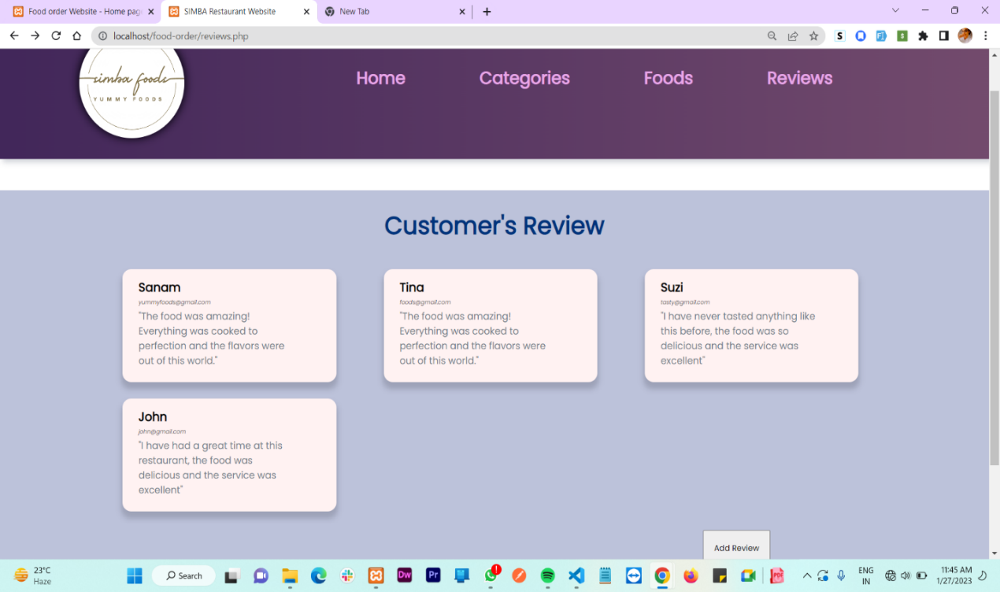 Food order Website - Home pag
SIMBA Restaurant Website
New Tab
localhost/food-order/reviews.php
simba foods
YUMMY FOODS
Home
Categories
Foods
Reviews
Customer's Review
Sanam
yummyfoods@gmail.com
"The food was amazing!
Everything was cooked to
perfection and the flavors were
out of this world."
Tina
foods@gmail.com
"The food was amazing!
Everything was cooked to
perfection and the flavors were
out of this world."
Suzi
tasty@gmail.com
"I have never tasted anything like
this before, the food was so
delicious and the service was
excellent"
John
john@gmail.com
"I have had a great time at this
restaurant, the food was
delicious and the service was
excellent"
Add Review
23°C
Haze
Search
Dw
Pr
PDF
ENG
IN
11:45 AM
1/27/2023